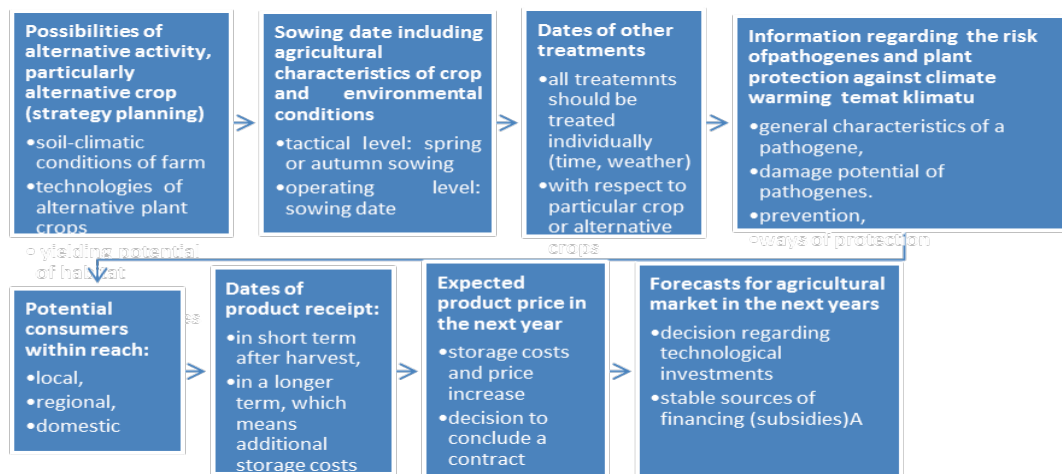 Possibilities of
alternative activity,
particularly
alternative crop
(strategy planning)
•soil-climatic
conditions of farm
•technologies of
alternative plant
crops
•yielding potential
of habitat
Sowing date including
agricultural
characteristics of crop
and environmental
conditions
•tactical level: spring
or autumn sowing
•operating level:
sowing date
Dates of other
treatments
•all treatemnts
should be
treated
individually
(time, weather)
•with respect to
particular crop
or alternative
crops
Information regarding the risk
ofpathogenes and plant
protection against climate
warming temat klimatu
•general characteristics of a
pathogene,
•damage potential of
pathogenes.
•prevention,
•ways of protection
Potential
consumers
within reach:
•local,
•regional,
•domestic
Dates of
product receipt:
•in short term
after harvest,
•in a longer
term, which
means
additional
storage costs
Expected
product price in
the next year
•storage costs
and price
increase
•decision to
conclude a
contract
Forecasts for agricultural
market in the next years
•decision regarding
technological
investments
•stable sources of
financing (subsidies)A